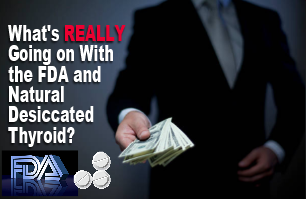 What's REALLY
Going on With
the FDA and
Natural
Desiccated
Thyroid?
FDA